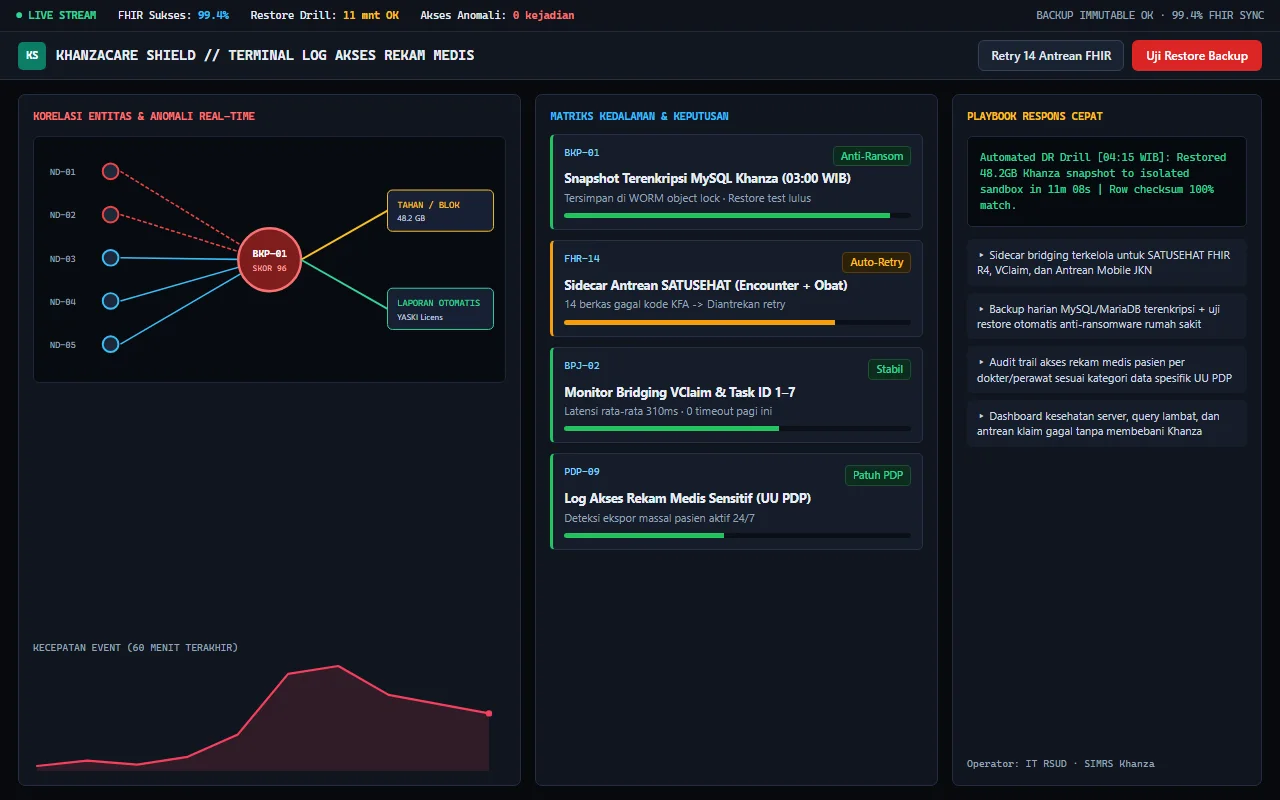 LIVE STREAM FHIR Sukses: 99.4% Restore Drill: 11 mnt OK Akses Anomali: 0 kejadian BACKUP IMMUTABLE OK · 99.4% FHIR SYNC
KS KHANZACARE SHIELD // TERMINAL LOG AKSES REKAM MEDIS Retry 14 Antrean FHIR Uji Restore Backup
KORELASI ENTITAS & ANOMALI REAL-TIME
ND-01
ND-02
ND-03
ND-04
ND-05
BKP-01
SKOR 96
TAHAN / BLOK
48.2 GB
LAPORAN OTOMATIS
YASKI Licens
KECEPATAN EVENT (60 MENIT TERAKHIR)
MATRIKS KEDALAMAN & KEPUTUSAN
BKP-01 Anti-Ransom
Snapshot Terenkripsi MySQL Khanza (03:00 WIB)
Tersimpan di WORM object lock · Restore test lulus
FHR-14 Auto-Retry
Sidecar Antrean SATUSEHAT (Encounter + Obat)
14 berkas gagal kode KFA -> Diantrekan retry
BPJ-02 Stabil
Monitor Bridging VClaim & Task ID 1–7
Latensi rata-rata 310ms · 0 timeout pagi ini
PDP-09 Patuh PDP
Log Akses Rekam Medis Sensitif (UU PDP)
Deteksi ekspor massal pasien aktif 24/7
PLAYBOOK RESPONS CEPAT
Automated DR Drill [04:15 WIB]: Restored
48.2GB Khanza snapshot to isolated
sandbox in 11m 08s | Row checksum 100%
match.
‣ Sidecar bridging terkelola untuk SATUSEHAT FHIR
R4, VClaim, dan Antrean Mobile JKN
‣ Backup harian MySQL/MariaDB terenkripsi + uji
restore otomatis anti-ransomware rumah sakit
‣ Audit trail akses rekam medis pasien per
dokter/perawat sesuai kategori data spesifik UU PDP
‣ Dashboard kesehatan server, query lambat, dan
antrean klaim gagal tanpa membebani Khanza
Operator: IT RSUD · SIMRS Khanza